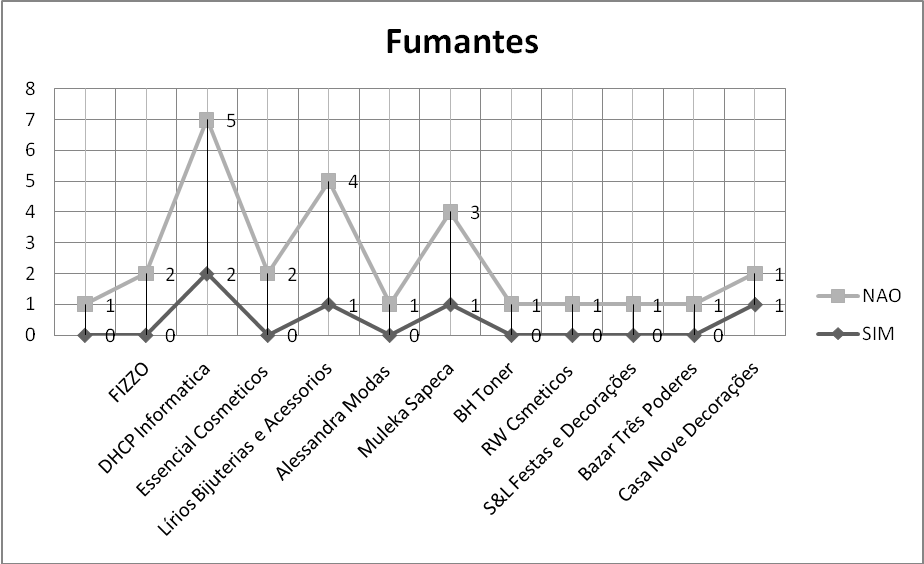 Fumantes
8
7
6
5
4
3
2
1
0
5
4
3
2 2 2 1
1 1 1 1 1 1 1 1 1
0 0 0 0 0 0 0 0 0
NAO
SIM
FIZZO
DHCP Informatica
Essencial Cosmeticos
Lírios Bijuterias e Acessorios
Alessandra Modas
Muleka Sapeca
BH Toner
RW Csmeticos
S&L Festas e Decorações
Bazar Três Poderes
Casa Nove Decorações